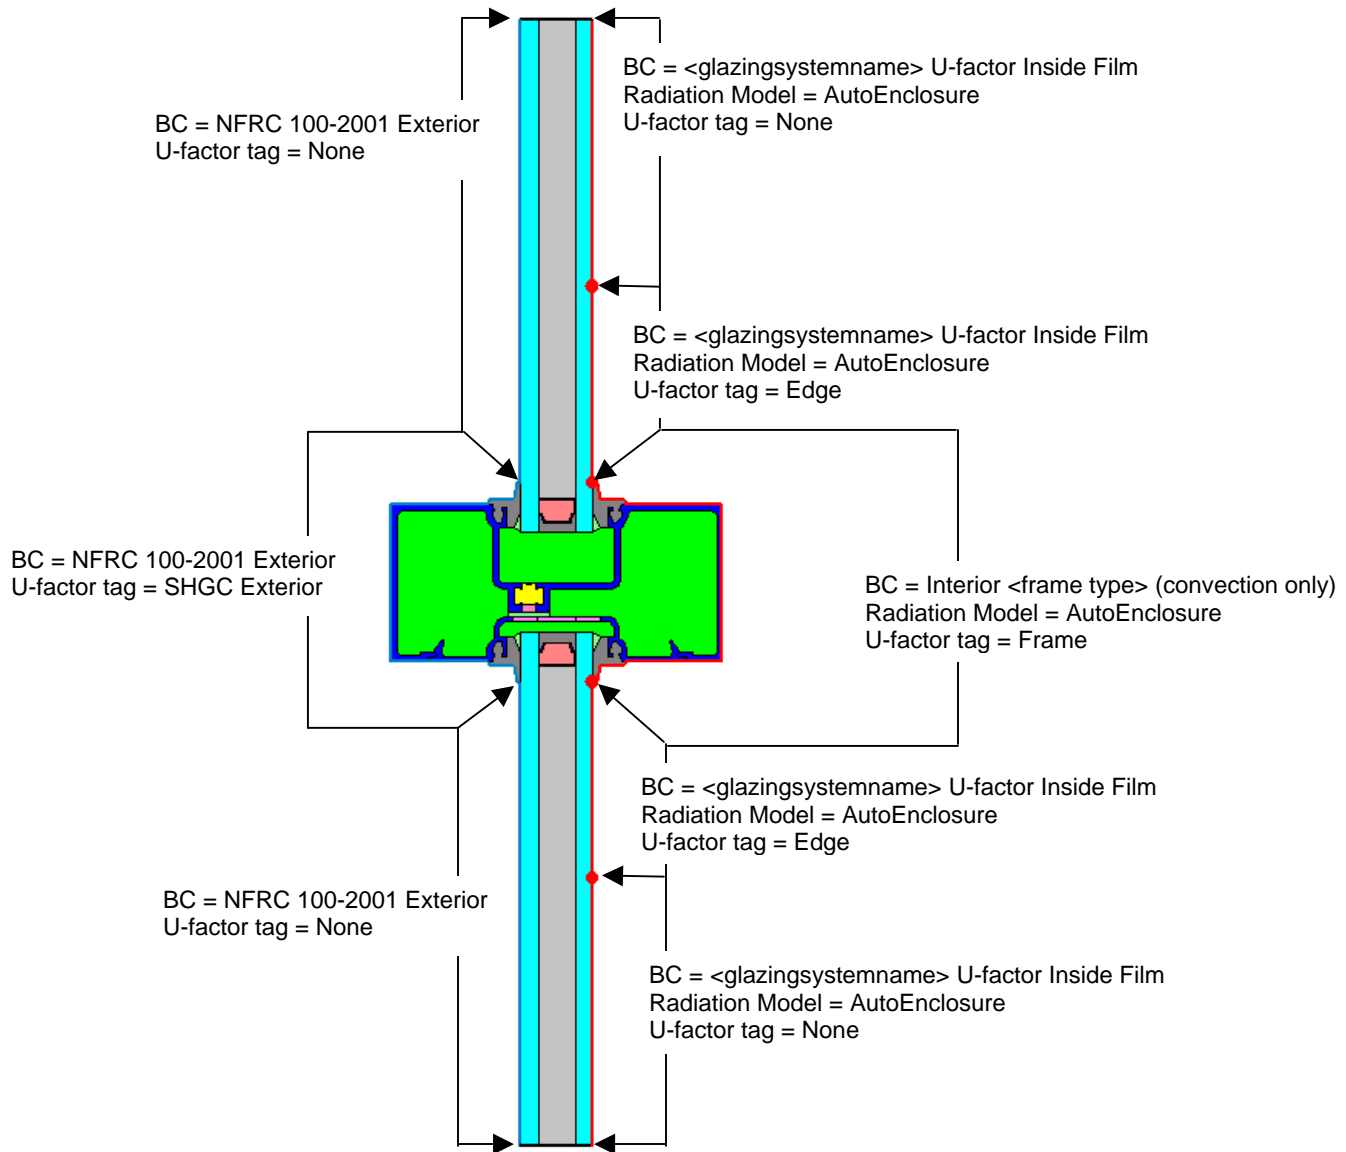 BC = <glazingsystemname> U-factor Inside Film
Radiation Model = AutoEnclosure
U-factor tag = None
BC = NFRC 100-2001 Exterior
U-factor tag = None
BC = <glazingsystemname> U-factor Inside Film
Radiation Model = AutoEnclosure
U-factor tag = Edge
BC = NFRC 100-2001 Exterior
U-factor tag = SHGC Exterior
BC = Interior <frame type> (convection only)
Radiation Model = AutoEnclosure
U-factor tag = Frame
BC = <glazingsystemname> U-factor Inside Film
Radiation Model = AutoEnclosure
U-factor tag = Edge
BC = NFRC 100-2001 Exterior
U-factor tag = None
BC = <glazingsystemname> U-factor Inside Film
Radiation Model = AutoEnclosure
U-factor tag = None